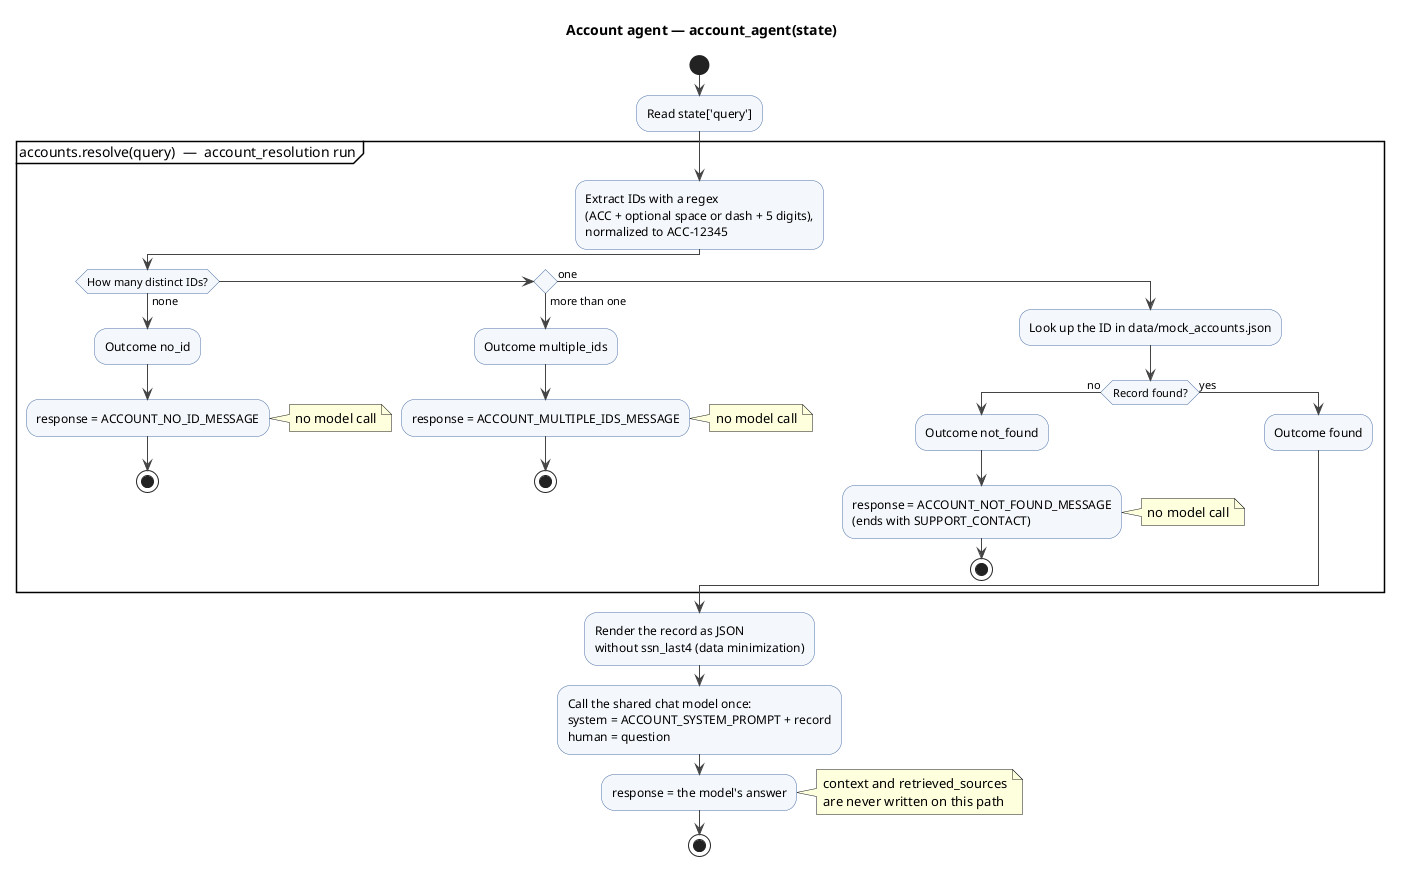 Account agent — account_agent(state)
Read state['query']
accounts.resolve(query) — account_resolution run
Extract IDs with a regex
(ACC + optional space or dash + 5 digits),
normalized to ACC-12345
How many distinct IDs?
none
more than one
one
Outcome no_id
response = ACCOUNT_NO_ID_MESSAGE
no model call
Outcome multiple_ids
response = ACCOUNT_MULTIPLE_IDS_MESSAGE
no model call
Look up the ID in data/mock_accounts.json
Record found?
no
yes
Outcome not_found
response = ACCOUNT_NOT_FOUND_MESSAGE
(ends with SUPPORT_CONTACT)
no model call
Outcome found
Render the record as JSON
without ssn_last4 (data minimization)
Call the shared chat model once:
system = ACCOUNT_SYSTEM_PROMPT + record
human = question
response = the model's answer
context and retrieved_sources
are never written on this path